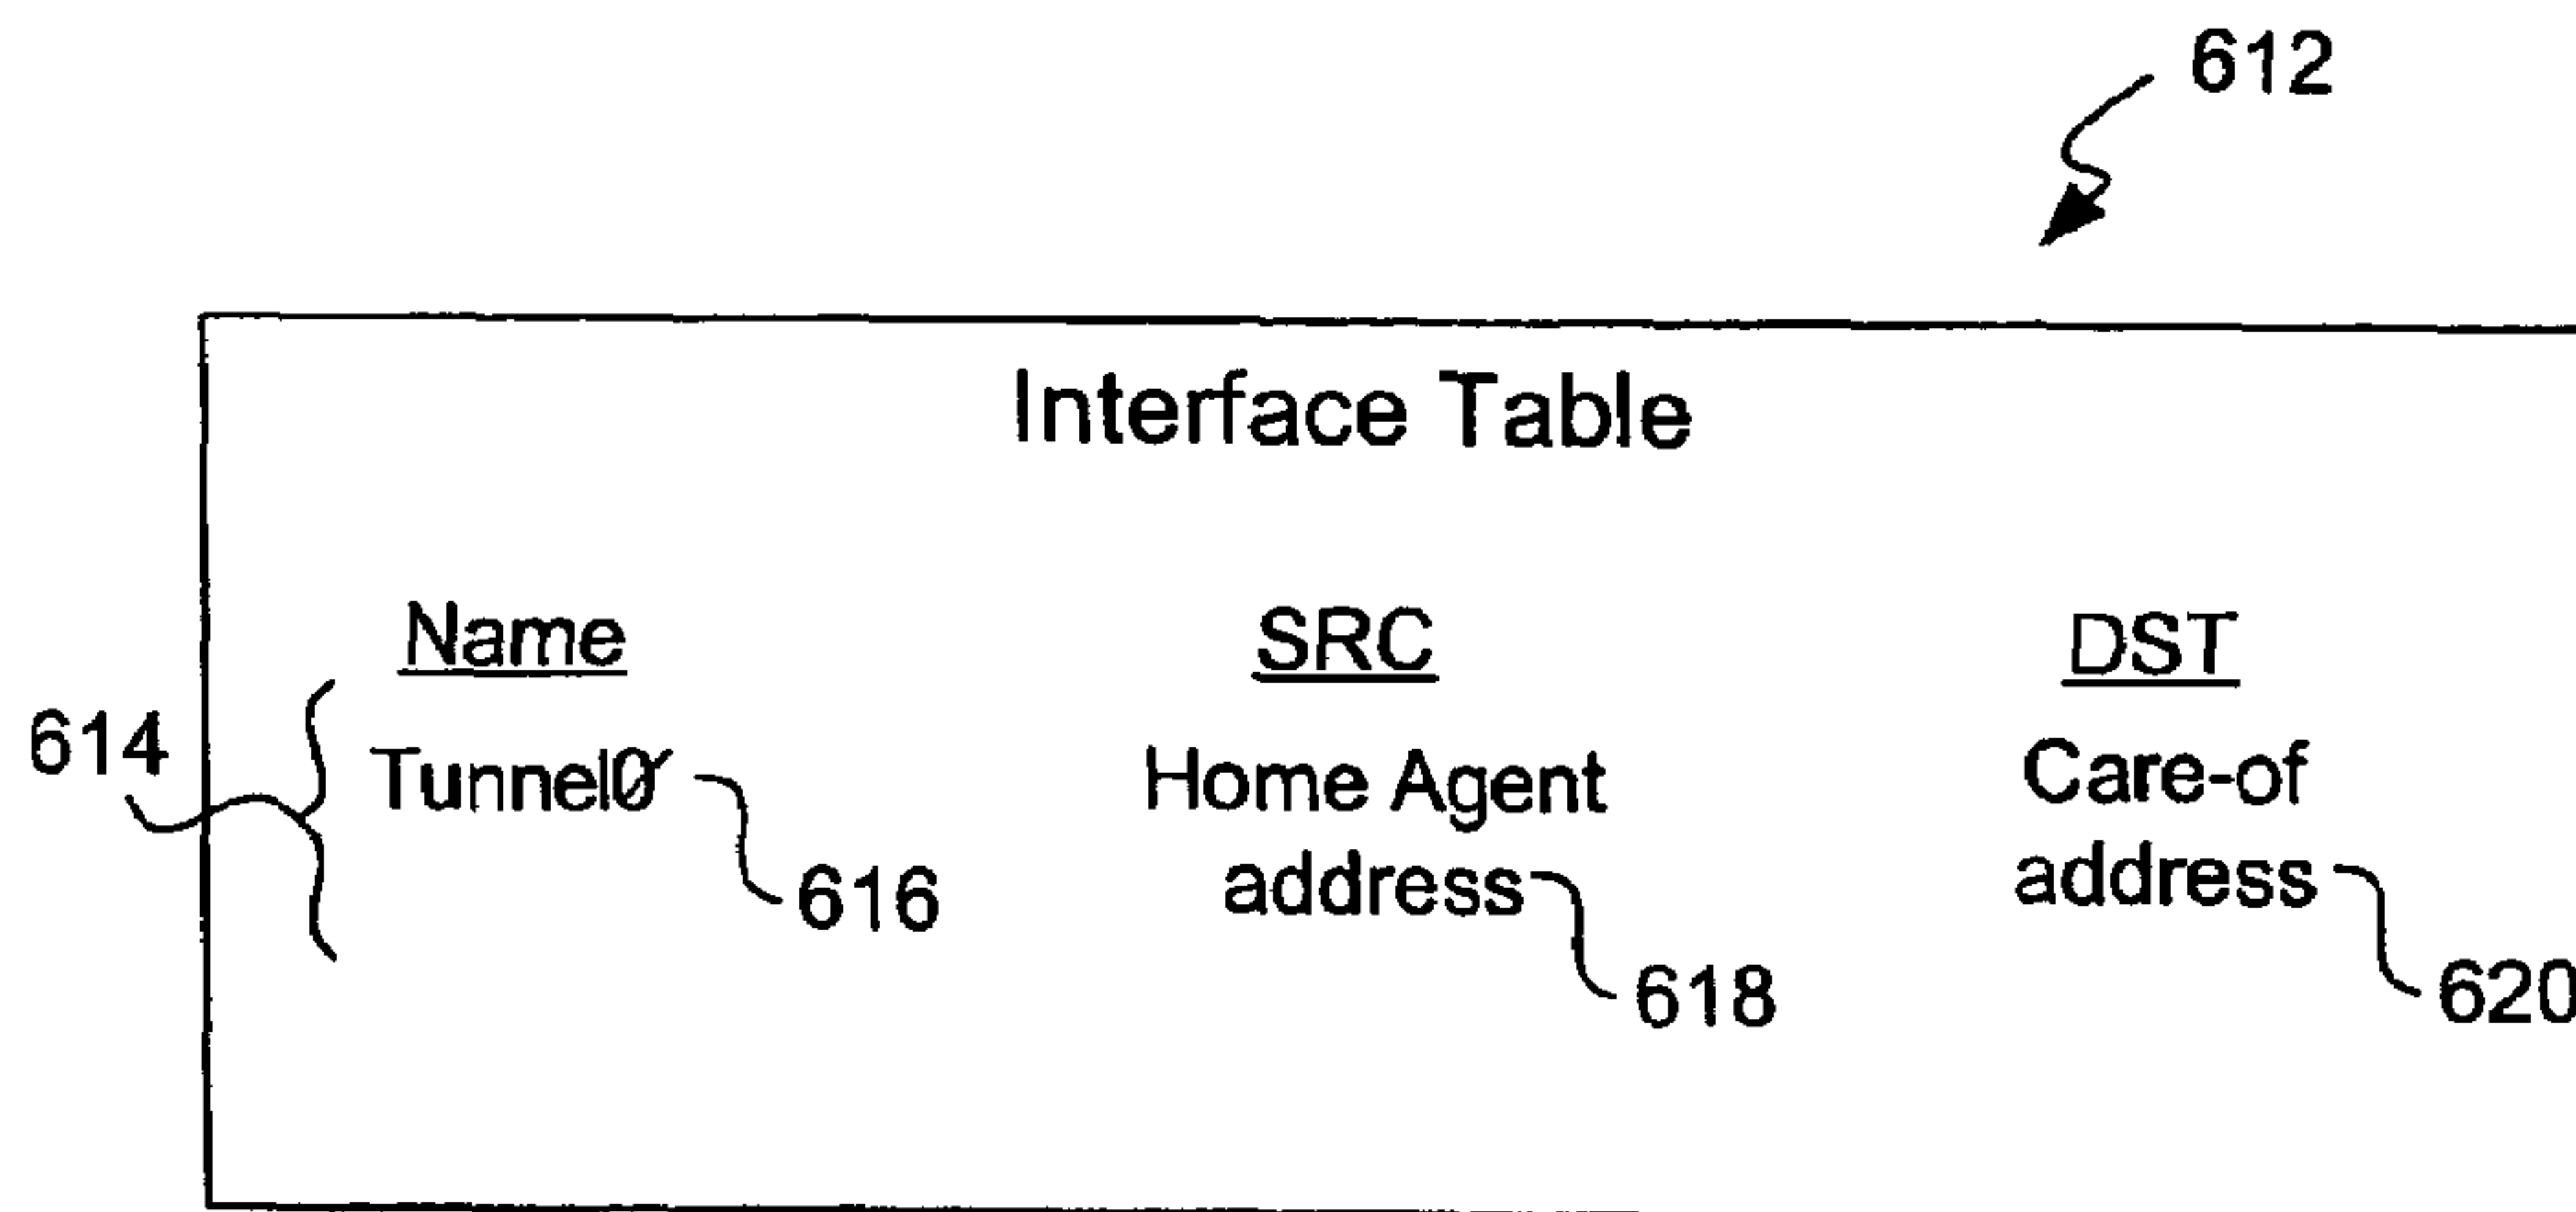 612
Interface Table
Name SRC DST
614 Tunnel0 616 Home Agent address 618 Care-of address 620